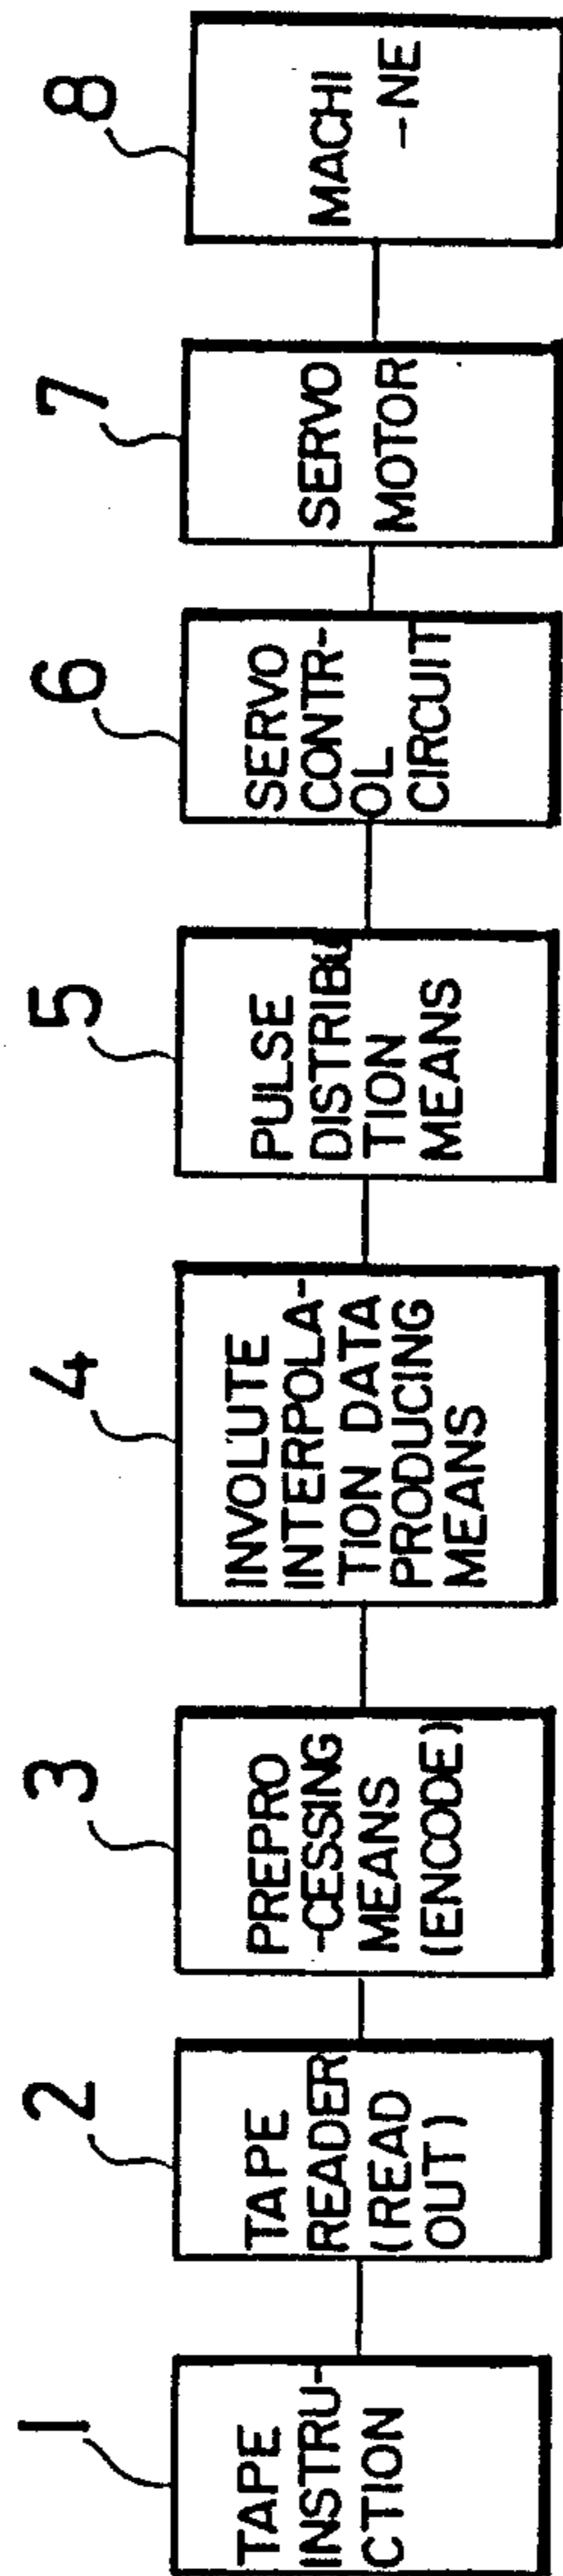 1
TAPE
INSTRU-
CTION
2
TAPE
READER
(READ
OUT)
3
PREPRO
-CESSING
MEANS
(ENCODE)
4
INVOLUTE
INTERPOLA-
TION DATA
PRODUCING
MEANS
5
PULSE
DISTRIBU
TION
MEANS
6
SERVO
CONTR-
OL
CIRCUIT
7
SERVO
MOTOR
8
MACHI
-NE